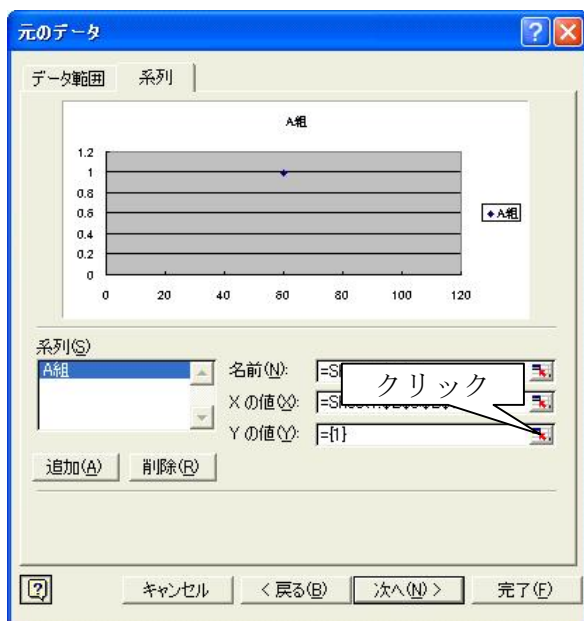 元のデータ
データ範囲 系列
A組
1.2
1
0.8
0.6
0.4
0.2
0
0 20 40 60 80 100 120
A組
系列(S)
A組
名前(N):
Xの値(X):
Yの値(Y): ={1}
クリック
追加(A) 削除(R)
キャンセル < 戻る(B) 次へ(N) > 完了(F)